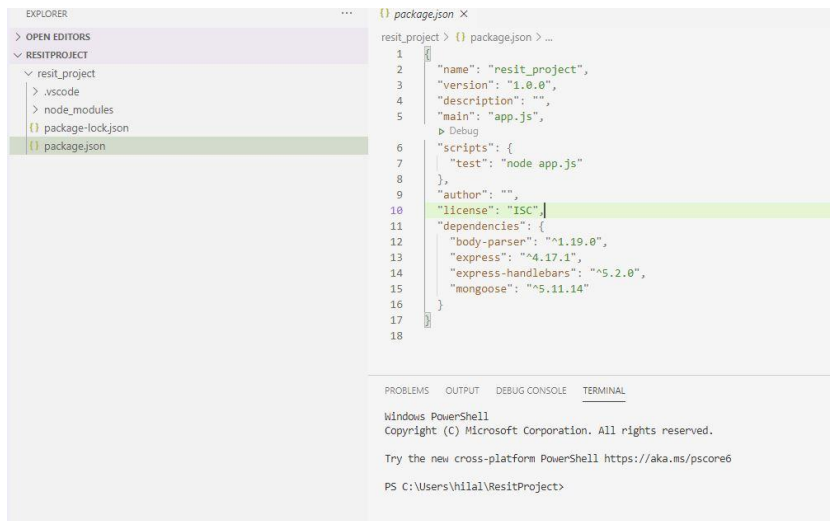 EXPLORER
...
> OPEN EDITORS
RESITPROJECT
resit_project
> .vscode
> node_modules
{} package-lock.json
{} package.json
{} package.json ×
resit_project > {} package.json > ...
1 {
2 "name": "resit_project",
3 "version": "1.0.0",
4 "description": "",
5 "main": "app.js",
Debug
6 "scripts": {
7 "test": "node app.js"
8 },
9 "author": "",
10 "license": "ISC",
11 "dependencies": {
12 "body-parser": "^1.19.0",
13 "express": "^4.17.1",
14 "express-handlebars": "^5.2.0",
15 "mongoose": "^5.11.14"
16 }
17 }
18
PROBLEMS OUTPUT DEBUG CONSOLE TERMINAL
Windows PowerShell
Copyright (C) Microsoft Corporation. All rights reserved.
Try the new cross-platform PowerShell https://aka.ms/pscore6
PS C:\Users\hilal\ResitProject>